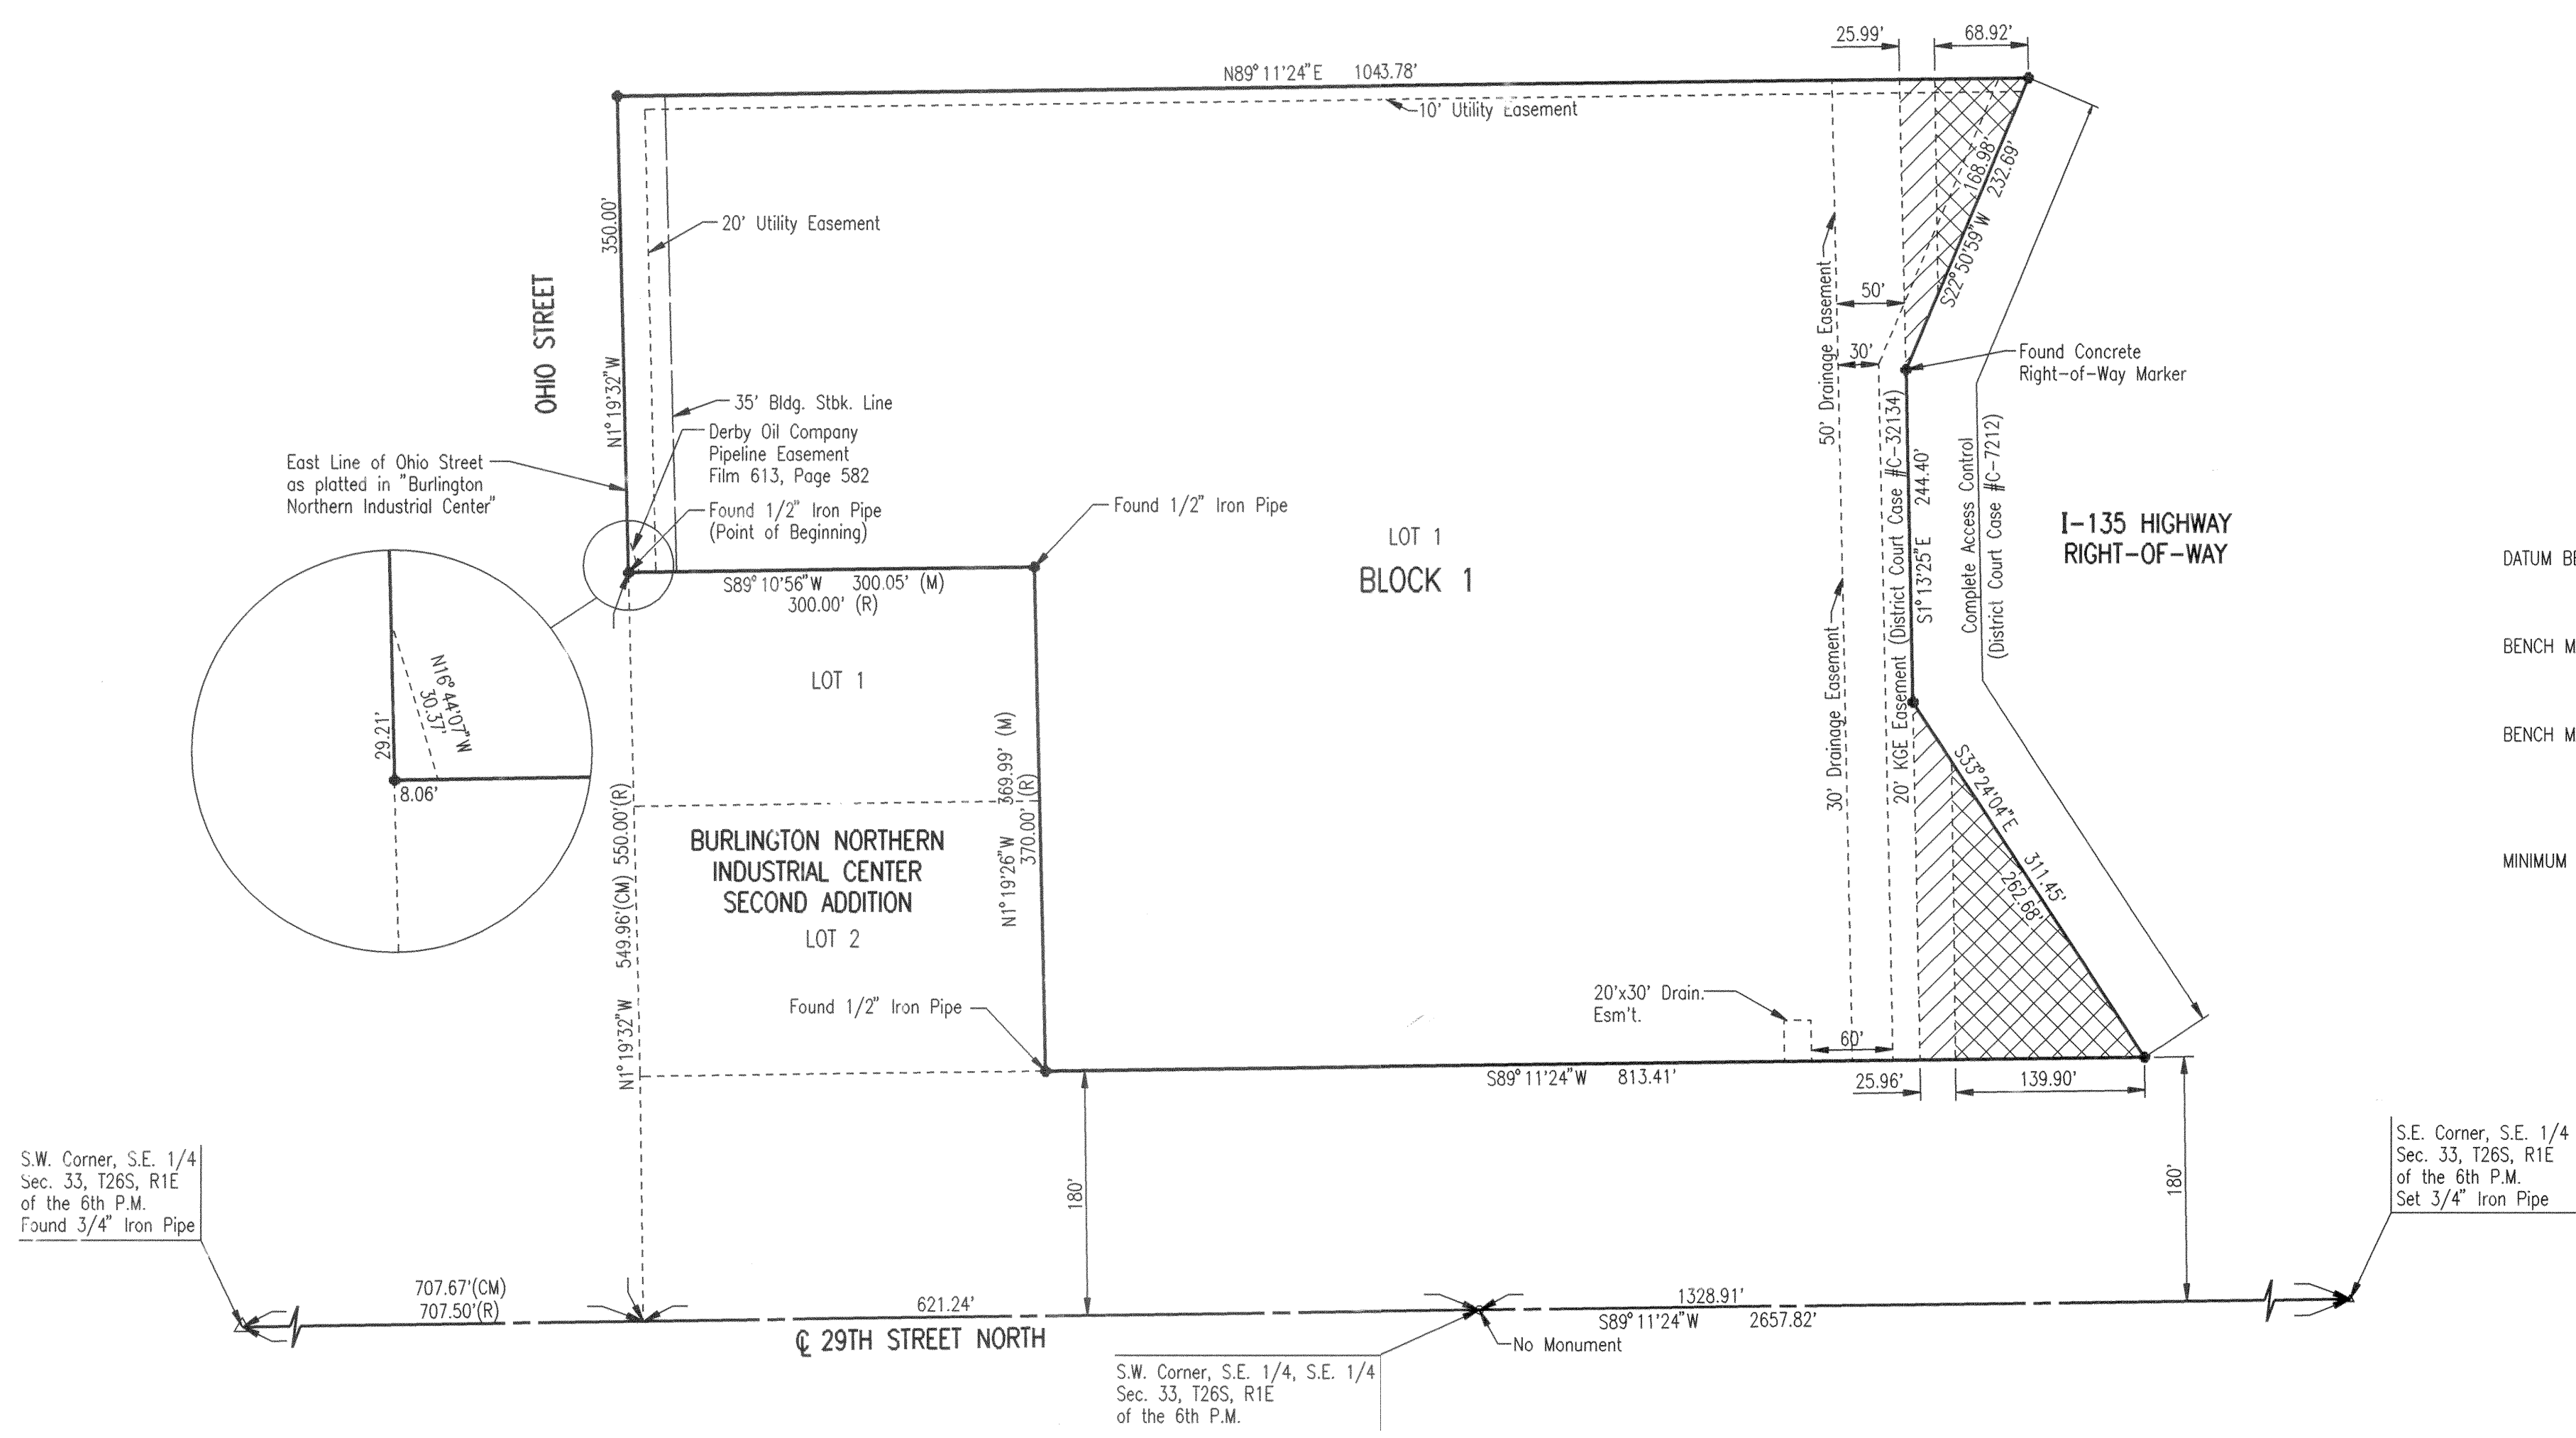 25.99'
68.92'
N89°11'24"E 1043.78'
10' Utility Easement
20' Utility Easement
350.00'
N1°19'32"W
OHIO STREET
168.98'
232.69'
S22°50'59"W
50' Drainage Easement
50'
30'
Found Concrete
Right-of-Way Marker
35' Bldg. Stbk. Line
Derby Oil Company
Pipeline Easement
Film 613, Page 582
East Line of Ohio Street
as platted in "Burlington
Northern Industrial Center"
Found 1/2" Iron Pipe
(Point of Beginning)
Found 1/2" Iron Pipe
S89°10'56"W 300.05' (M)
300.00' (R)
LOT 1
BLOCK 1
20' KGE Easement (District Court Case #C-32134)
S1°13'25"E 244.40'
Complete Access Control
(District Court Case #C-7212)
I-135 HIGHWAY
RIGHT-OF-WAY
DATUM BE
BENCH M
BENCH M
MINIMUM
N16°44'07"W
30.37'
29.21'
8.06'
LOT 1
30' Drainage Easement
N1°19'26"W 369.99' (M)
370.00' (R)
N1°19'32"W 549.96'(CM) 550.00'(R)
BURLINGTON NORTHERN
INDUSTRIAL CENTER
SECOND ADDITION
LOT 2
S33°24'04"E 311.45'
262.68'
Found 1/2" Iron Pipe
20'x30' Drain.
Esm't.
60'
S89°11'24"W 813.41'
25.96'
139.90'
180'
180'
S.W. Corner, S.E. 1/4
Sec. 33, T26S, R1E
of the 6th P.M.
Found 3/4" Iron Pipe
S.E. Corner, S.E. 1/4
Sec. 33, T26S, R1E
of the 6th P.M.
Set 3/4" Iron Pipe
707.67'(CM)
707.50'(R)
621.24'
1328.91'
S89°11'24"W 2657.82'
℄ 29TH STREET NORTH
No Monument
S.W. Corner, S.E. 1/4, S.E. 1/4
Sec. 33, T26S, R1E
of the 6th P.M.